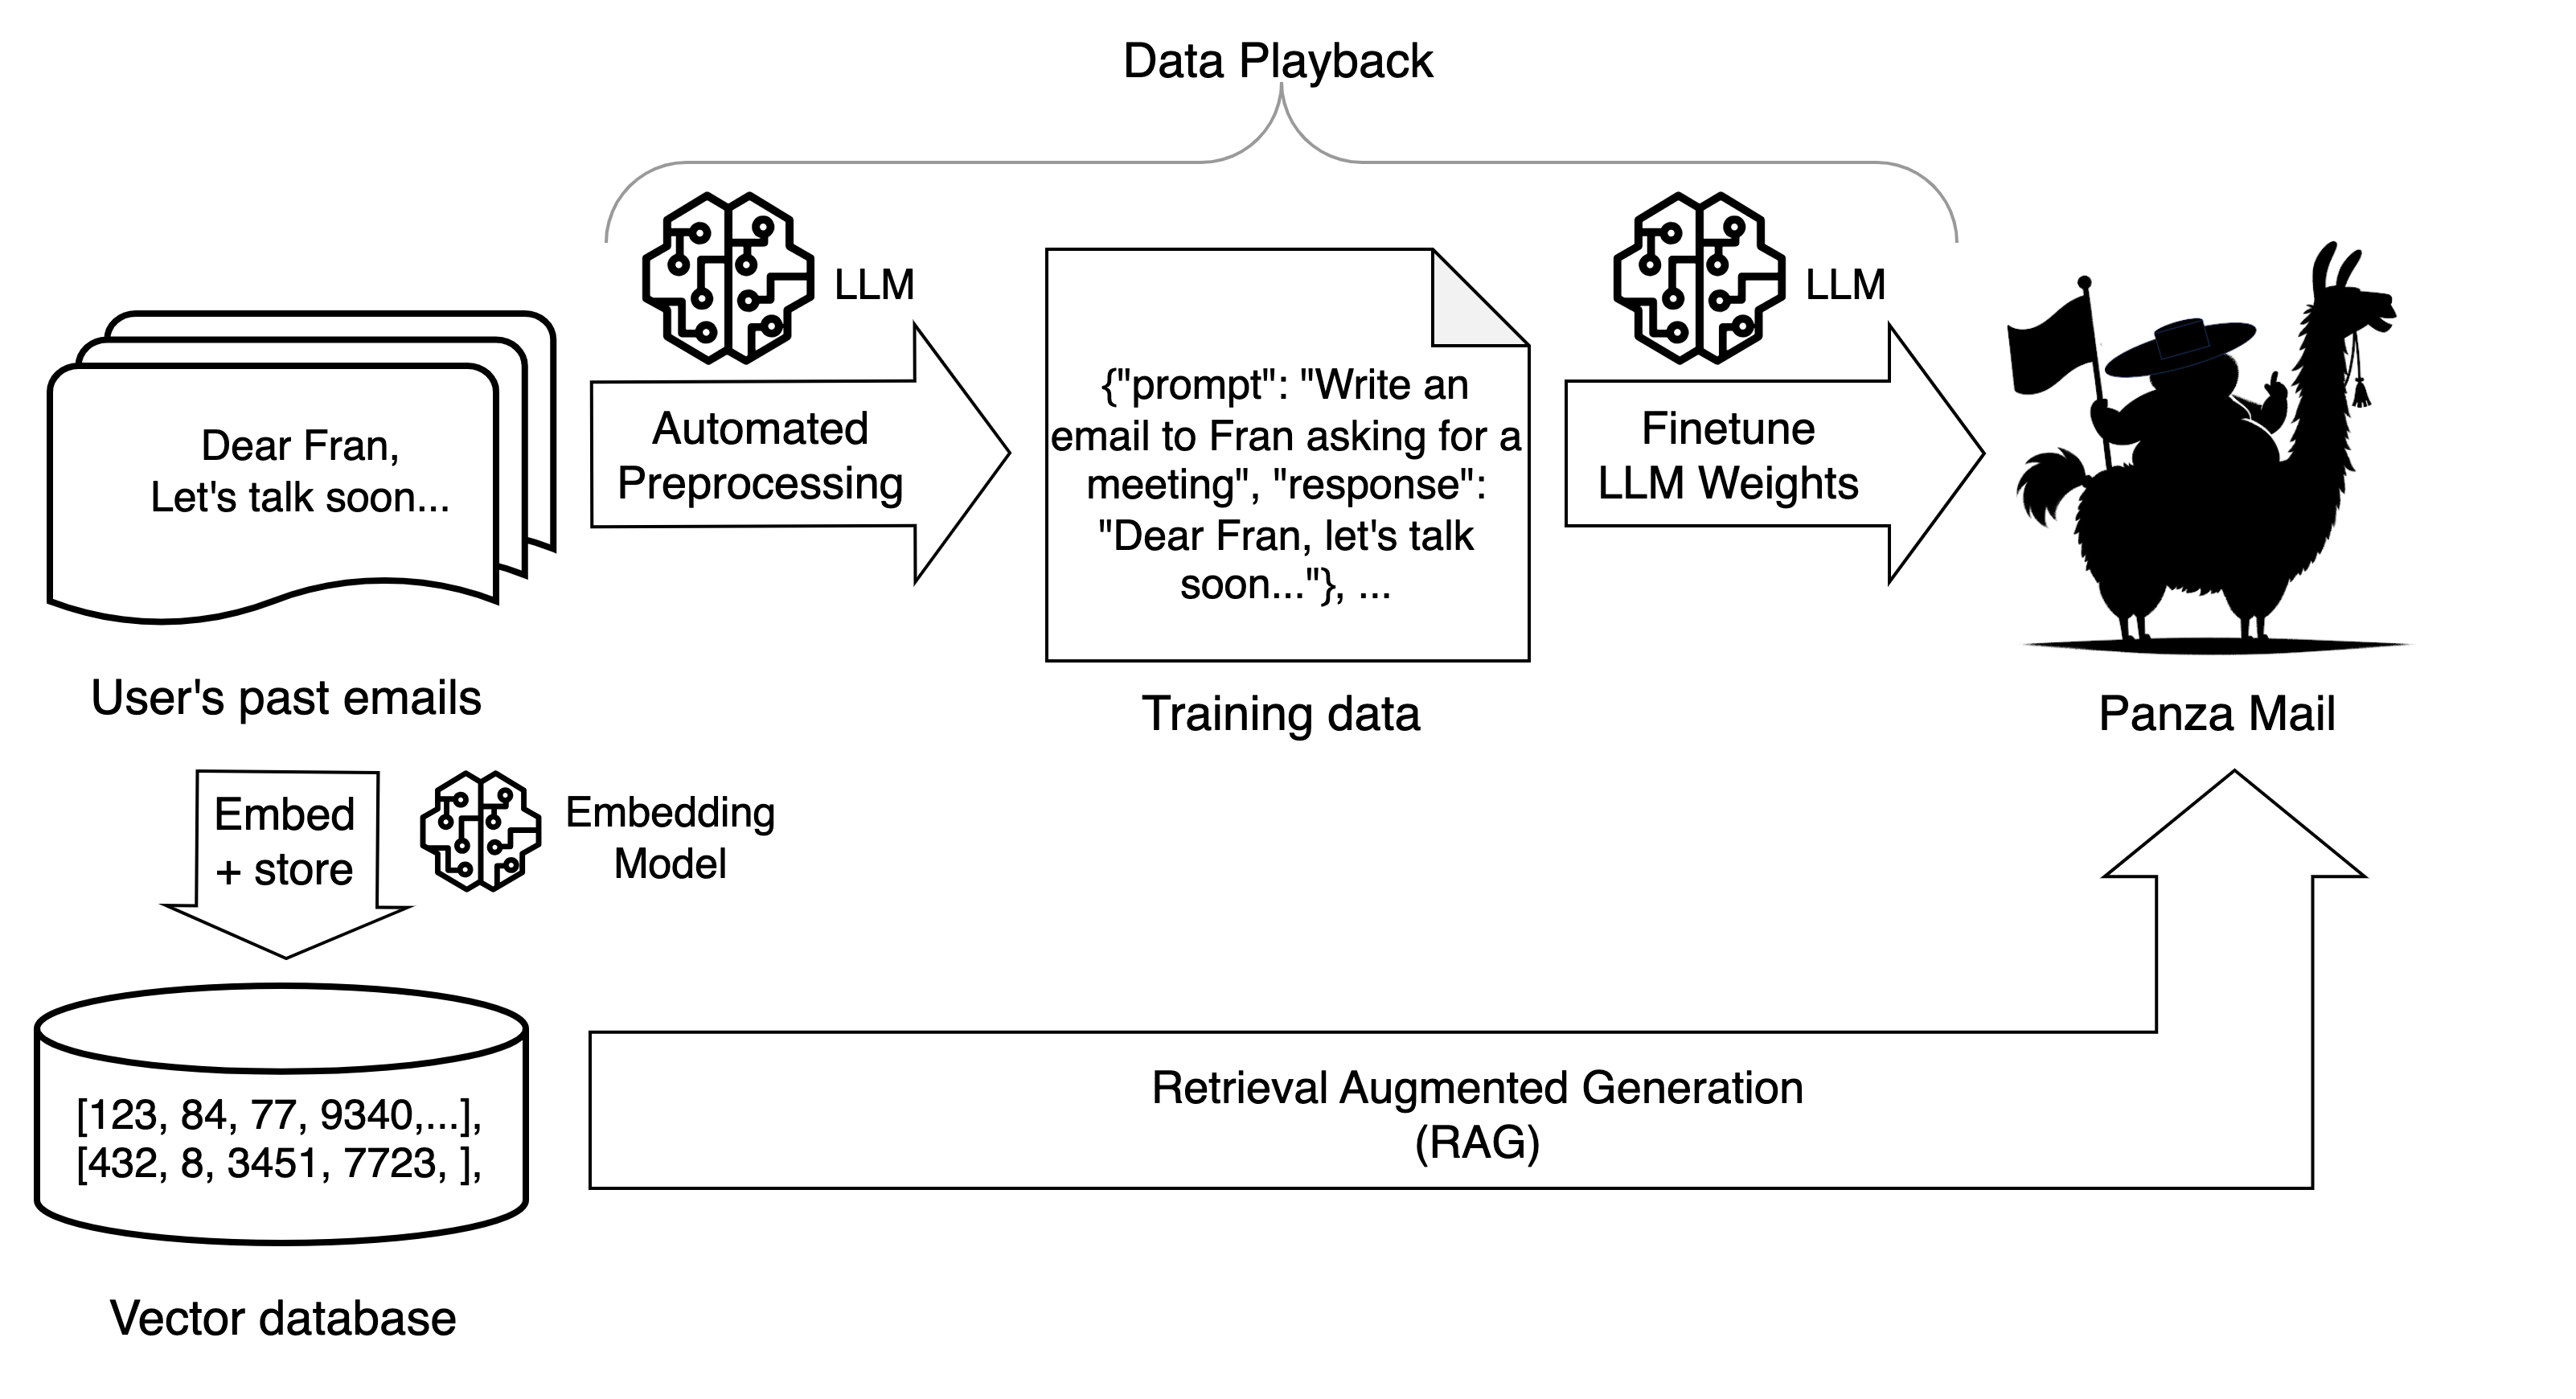 Data Playback
LLM
LLM
Dear Fran,
Let's talk soon...
Automated
Preprocessing
{"prompt": "Write an
email to Fran asking for a
meeting", "response":
"Dear Fran, let's talk
soon..."}, ...
Finetune
LLM Weights
User's past emails
Training data
Panza Mail
Embed
+ store
Embedding
Model
[123, 84, 77, 9340,...],
[432, 8, 3451, 7723, ],
Retrieval Augmented Generation
(RAG)
Vector database